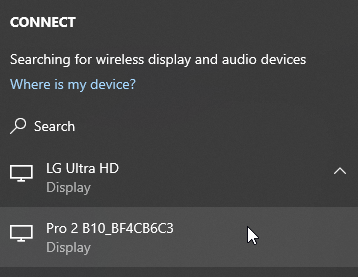 CONNECT
Searching for wireless display and audio devices
Where is my device?
Search
LG Ultra HD
Display
Pro 2 B10_BF4CB6C3
Display